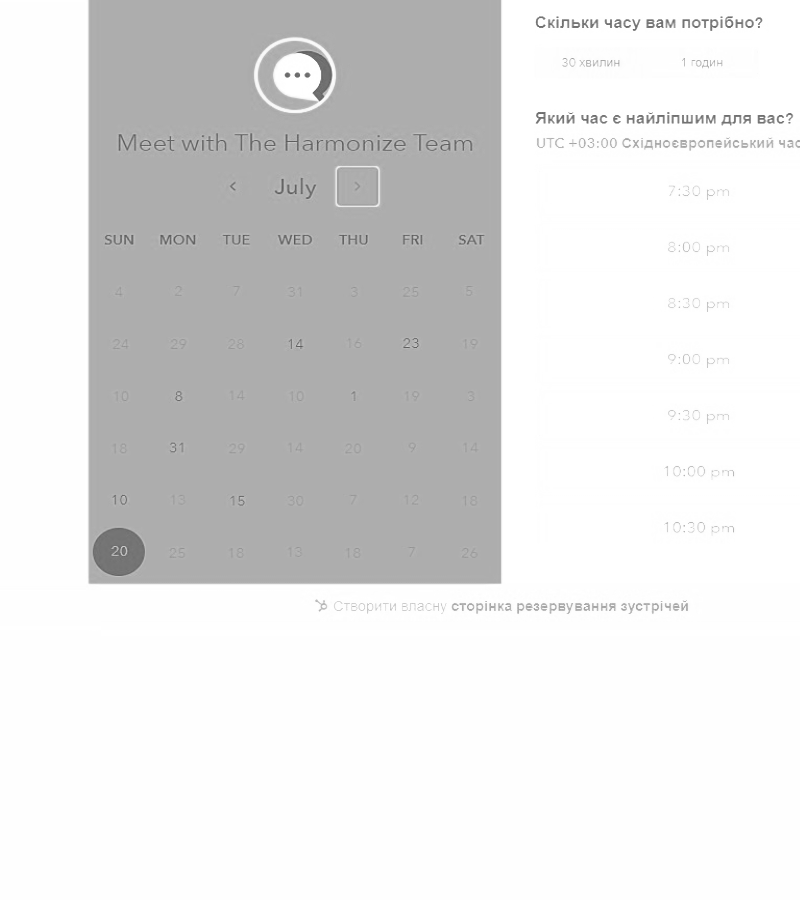 Meet with The Harmonize Team
July
SUN MON TUE WED THU FRI SAT
4 2 7 31 3 25 5
24 29 28 14 16 23 19
10 8 14 10 1 19 3
18 31 29 14 20 9 14
10 13 15 30 7 12 18
20 25 18 13 18 7 26
Скільки часу вам потрібно?
30 хвилин 1 годин
Який час є найліпшим для вас?
UTC +03:00 Східноєвропейський час
7:30 pm
8:00 pm
8:30 pm
9:00 pm
9:30 pm
10:00 pm
10:30 pm
Створити власну сторінка резервування зустрічей